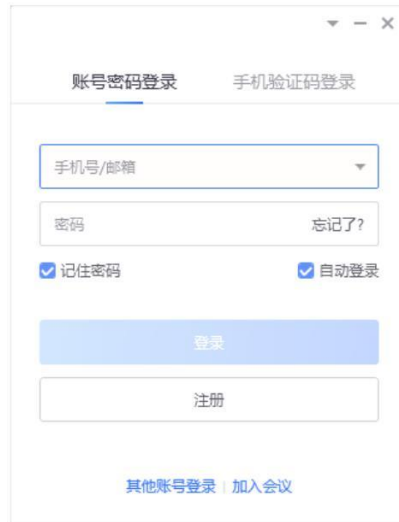 账号密码登录 手机验证码登录
手机号/邮箱
密码 忘记了?
记住密码 自动登录
登录
注册
其他账号登录 | 加入会议